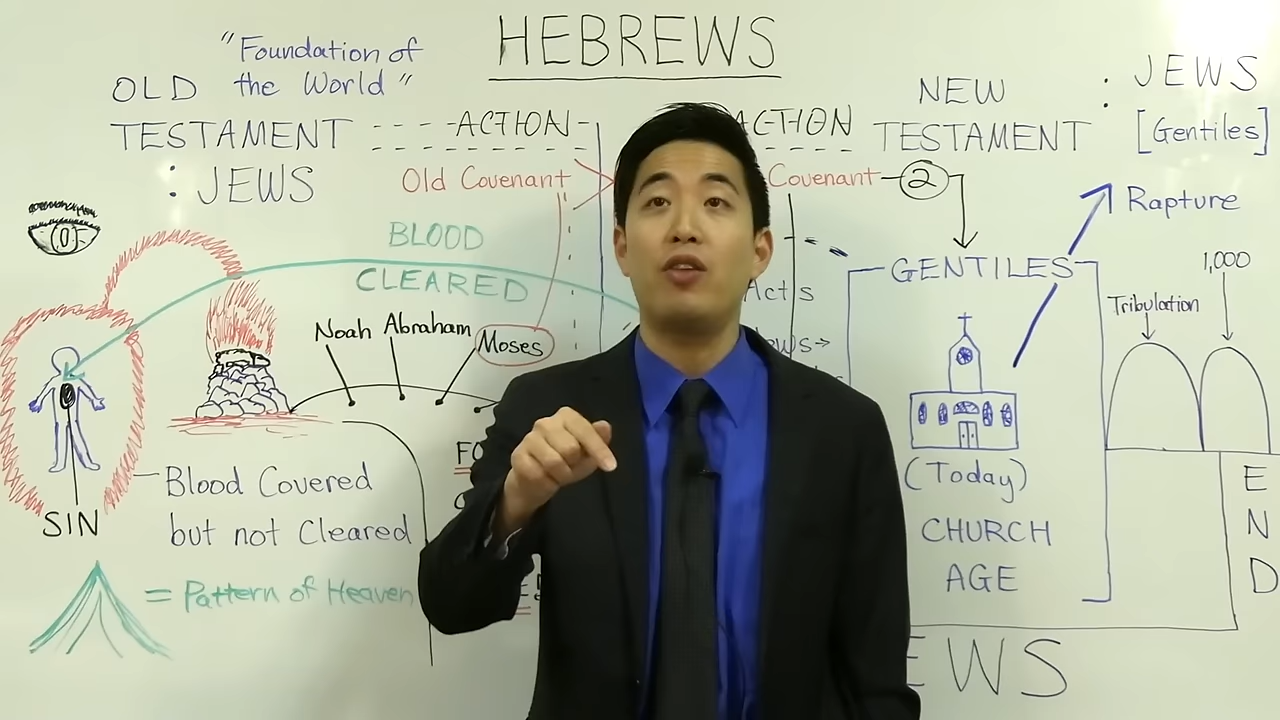 HEBREWS
"Foundation of
the World"
OLD
TESTAMENT
: JEWS
ACTION
Old Covenant
ACTION
Covenant
2
NEW
TESTAMENT
: JEWS
[Gentiles]
Rapture
BLOOD
CLEARED
Noah
Abraham
Moses
Acts
GENTILES
1,000
Tribulation
SIN
Blood Covered
but not Cleared
= Pattern of Heaven
(Today)
CHURCH
AGE
END
EWS